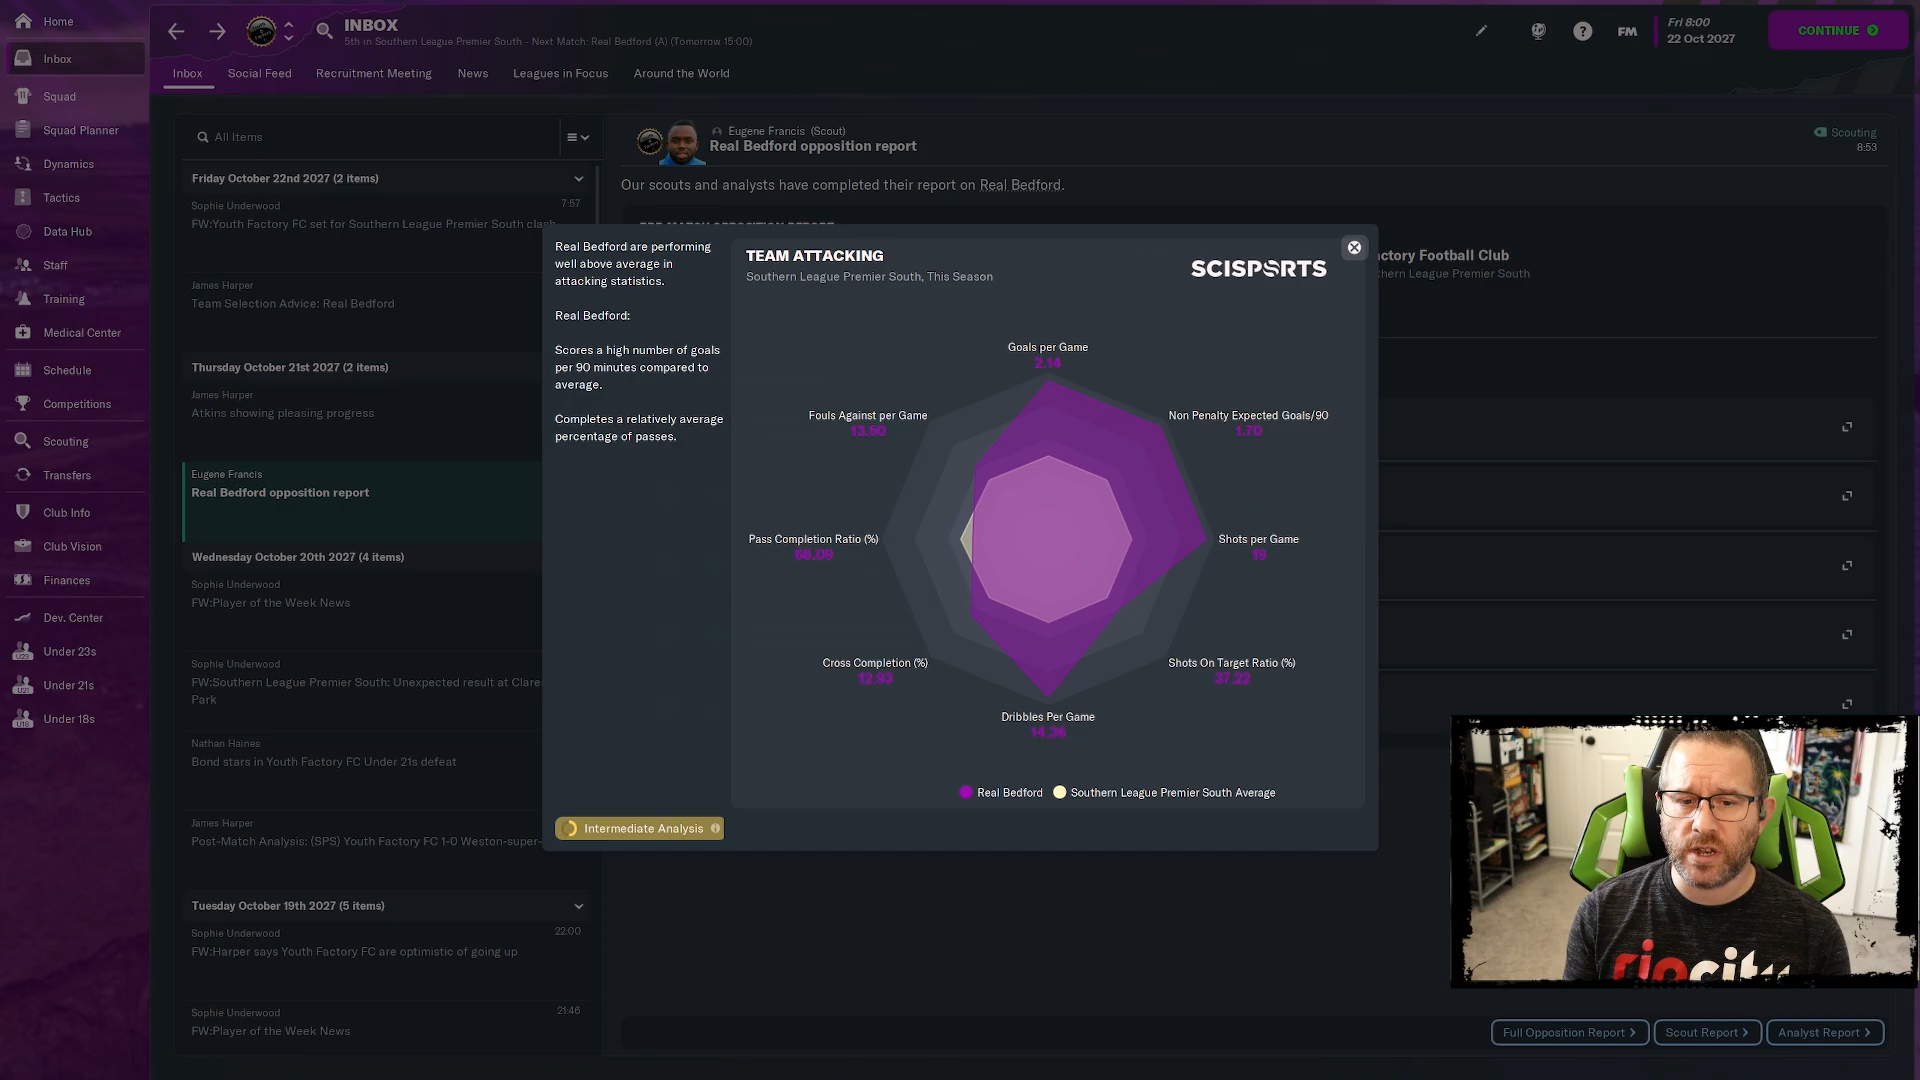 Home
Inbox
Squad
Squad Planner
Dynamics
Tactics
Data Hub
Staff
Training
Medical Center
Schedule
Competitions
Scouting
Transfers
Club Info
Club Vision
Finances
Dev. Center
Under 23s
Under 21s
Under 18s
INBOX
5th in Southern League Premier South - Next Match: Real Bedford (A) (Tomorrow 15:00)
FM
Fri 8:00
22 Oct 2027
CONTINUE
Inbox
Social Feed
Recruitment Meeting
News
Leagues in Focus
Around the World
All Items
Friday October 22nd 2027 (2 items)
Sophie Underwood
7:57
FW:Youth Factory FC set for Southern League Premier South clash
James Harper
Team Selection Advice: Real Bedford
Thursday October 21st 2027 (2 items)
James Harper
Atkins showing pleasing progress
Eugene Francis
Real Bedford opposition report
Wednesday October 20th 2027 (4 items)
Sophie Underwood
FW:Player of the Week News
Sophie Underwood
FW:Southern League Premier South: Unexpected result at Clare
Park
Nathan Haines
Bond stars in Youth Factory FC Under 21s defeat
James Harper
Post-Match Analysis: (SPS) Youth Factory FC 1-0 Weston-super-
Tuesday October 19th 2027 (5 items)
Sophie Underwood
22:00
FW:Harper says Youth Factory FC are optimistic of going up
Sophie Underwood
21:46
FW:Player of the Week News
Eugene Francis (Scout)
Real Bedford opposition report
Scouting
8:53
Our scouts and analysts have completed their report on Real Bedford.
PRE-MATCH OPPOSITION REPORT
ctory Football Club
hern League Premier South
Real Bedford are performing
well above average in
attacking statistics.
Real Bedford:
Scores a high number of goals
per 90 minutes compared to
average.
Completes a relatively average
percentage of passes.
Intermediate Analysis
TEAM ATTACKING
Southern League Premier South, This Season
SCISPORTS
Goals per Game
2.14
Non Penalty Expected Goals/90
1.70
Shots per Game
19
Shots On Target Ratio (%)
37.22
Dribbles Per Game
14.36
Cross Completion (%)
12.93
Pass Completion Ratio (%)
68.09
Fouls Against per Game
13.50
Real Bedford
Southern League Premier South Average
Full Opposition Report
Scout Report
Analyst Report
ripcity